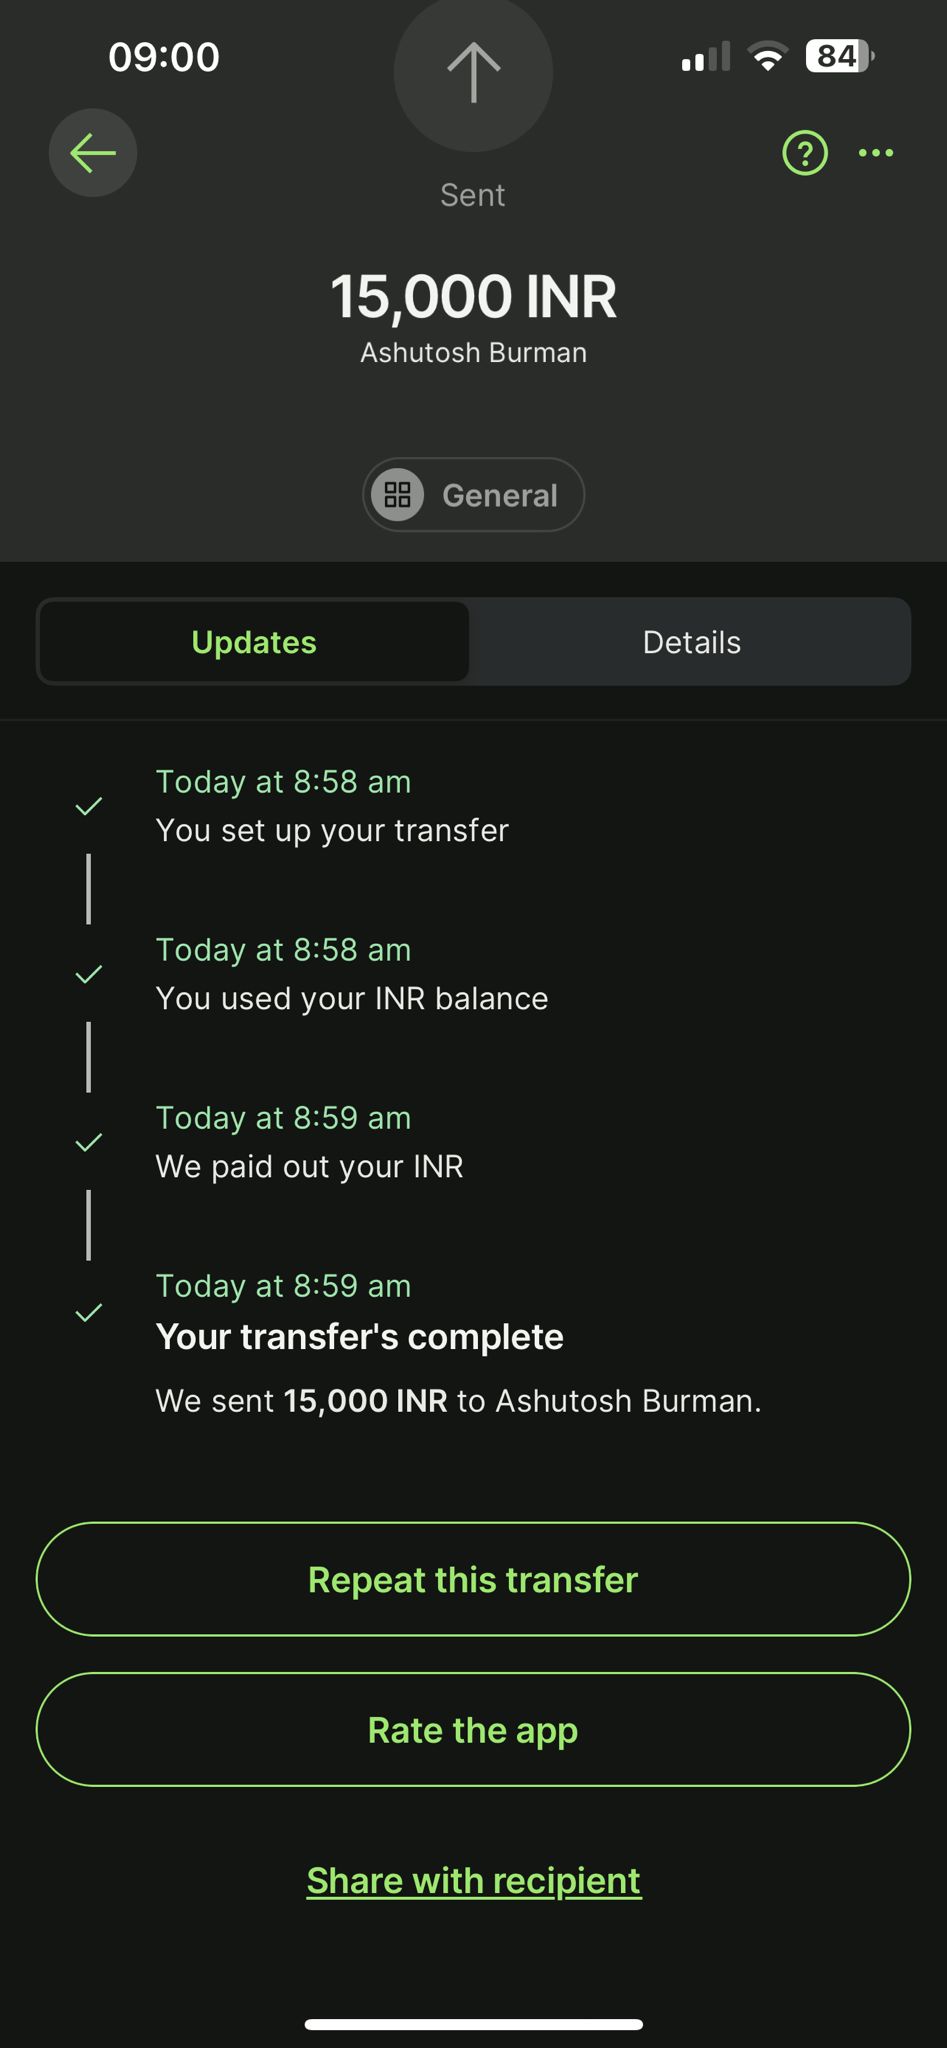 09:00
84
?
Sent
15,000 INR
Ashutosh Burman
General
Updates
Details
Today at 8:58 am
You set up your transfer
Today at 8:58 am
You used your INR balance
Today at 8:59 am
We paid out your INR
Today at 8:59 am
Your transfer's complete
We sent 15,000 INR to Ashutosh Burman.
Repeat this transfer
Rate the app
Share with recipient